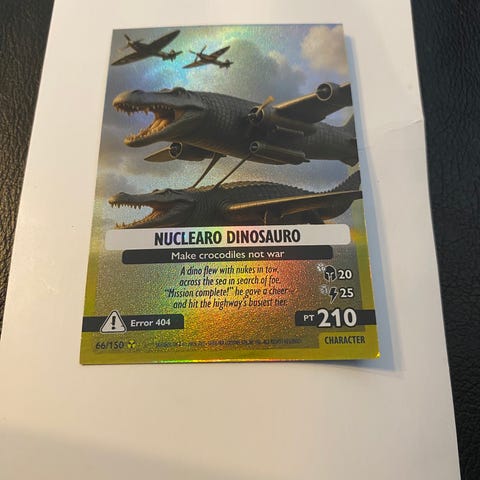 NUCLEARO DINOSAURO
Make crocodiles not war
A dino flew with nukes in tow,
across the sea in search of foe.
"Mission complete!" he gave a cheer–
and hit the highway's busiest tier.
20
25
Error 404
PT 210
66/150
CHARACTER